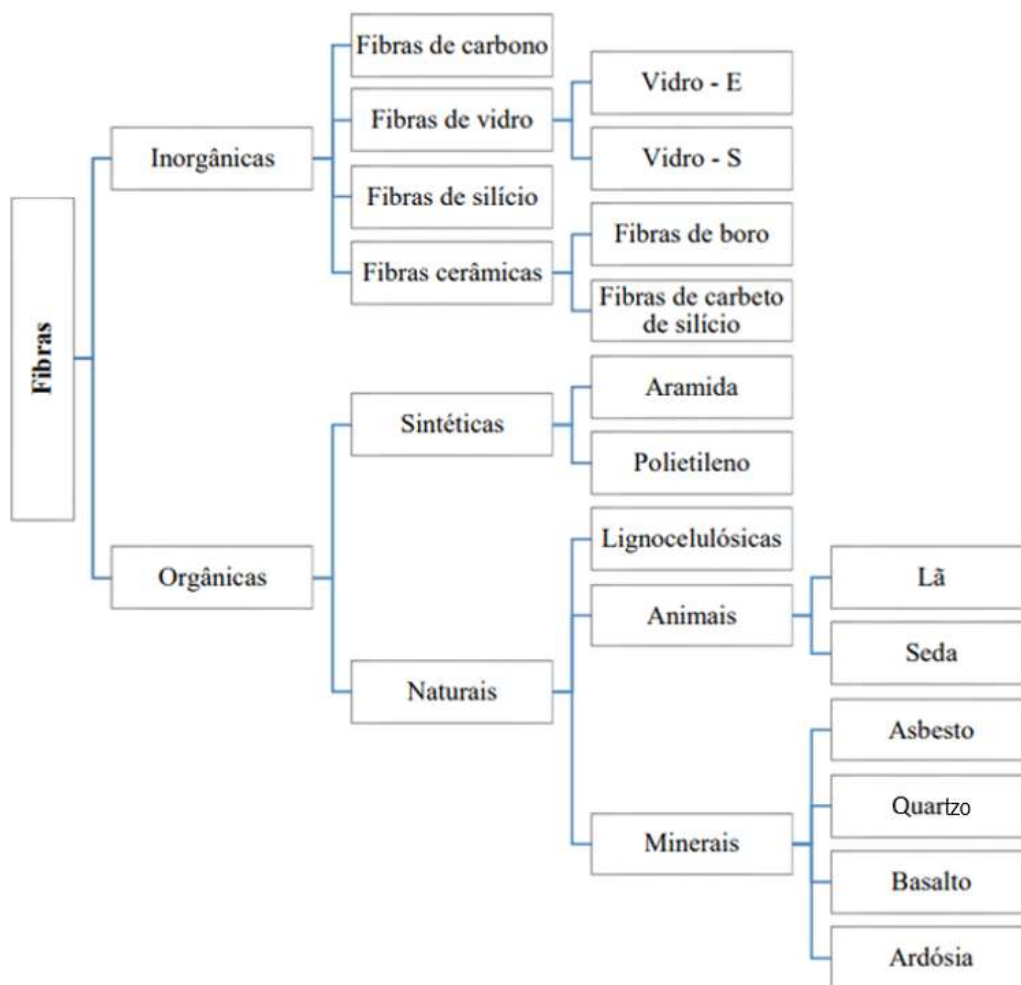 Fibras
Inorgânicas
Fibras de carbono
Fibras de vidro
Vidro - E
Vidro - S
Fibras de silício
Fibras cerâmicas
Fibras de boro
Fibras de carbeto
de silício
Orgânicas
Sintéticas
Aramida
Polietileno
Naturais
Lignocelulósicas
Animais
Lã
Seda
Minerais
Asbesto
Quartzo
Basalto
Ardósia